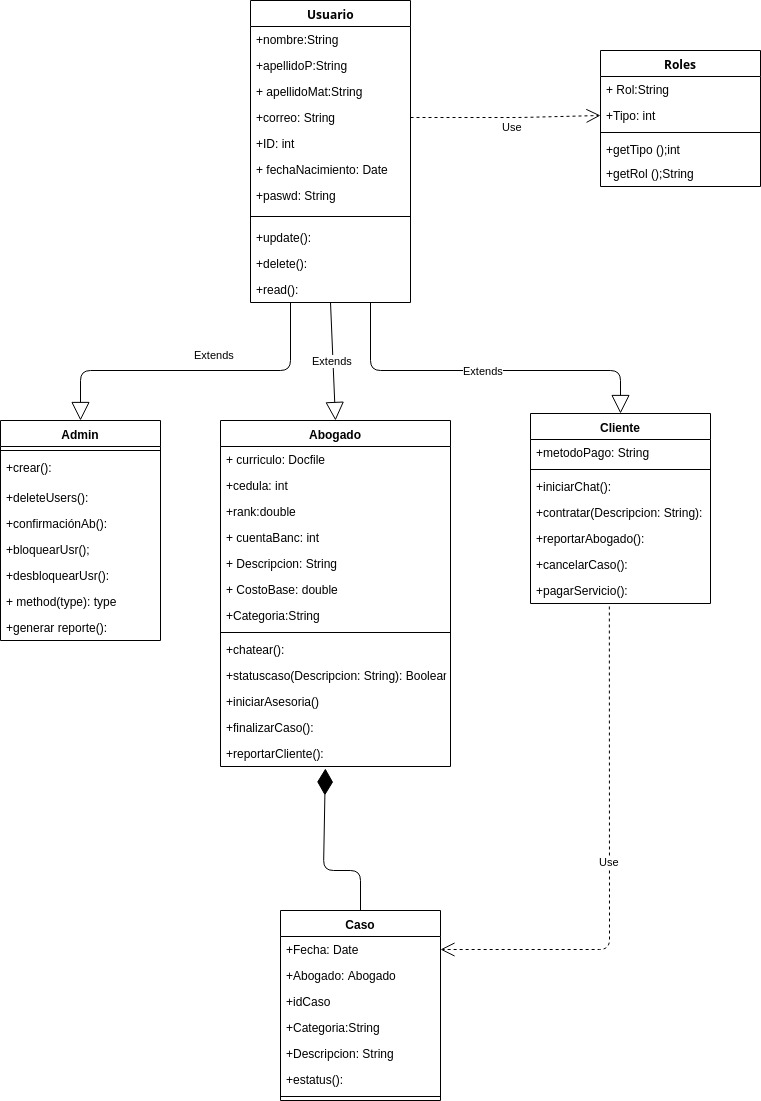 Usuario
+nombre:String
+apellidoP:String
+ apellidoMat:String
+correo: String
+ID: int
+ fechaNacimiento: Date
+paswd: String
+update():
+delete():
+read():
Roles
+ Rol:String
+Tipo: int
+getTipo ();int
+getRol ();String
Use
Extends
Extends
Extends
Admin
+crear():
+deleteUsers():
+confirmaciónAb():
+bloquearUsr();
+desbloquearUsr():
+ method(type): type
+generar reporte():
Abogado
+ curriculo: Docfile
+cedula: int
+rank:double
+ cuentaBanc: int
+ Descripcion: String
+ CostoBase: double
+Categoria:String
+chatear():
+statuscaso(Descripcion: String): Boolean
+iniciarAsesoria()
+finalizarCaso():
+reportarCliente():
Cliente
+metodoPago: String
+iniciarChat():
+contratar(Descripcion: String):
+reportarAbogado():
+cancelarCaso():
+pagarServicio():
Use
Caso
+Fecha: Date
+Abogado: Abogado
+idCaso
+Categoria:String
+Descripcion: String
+estatus():